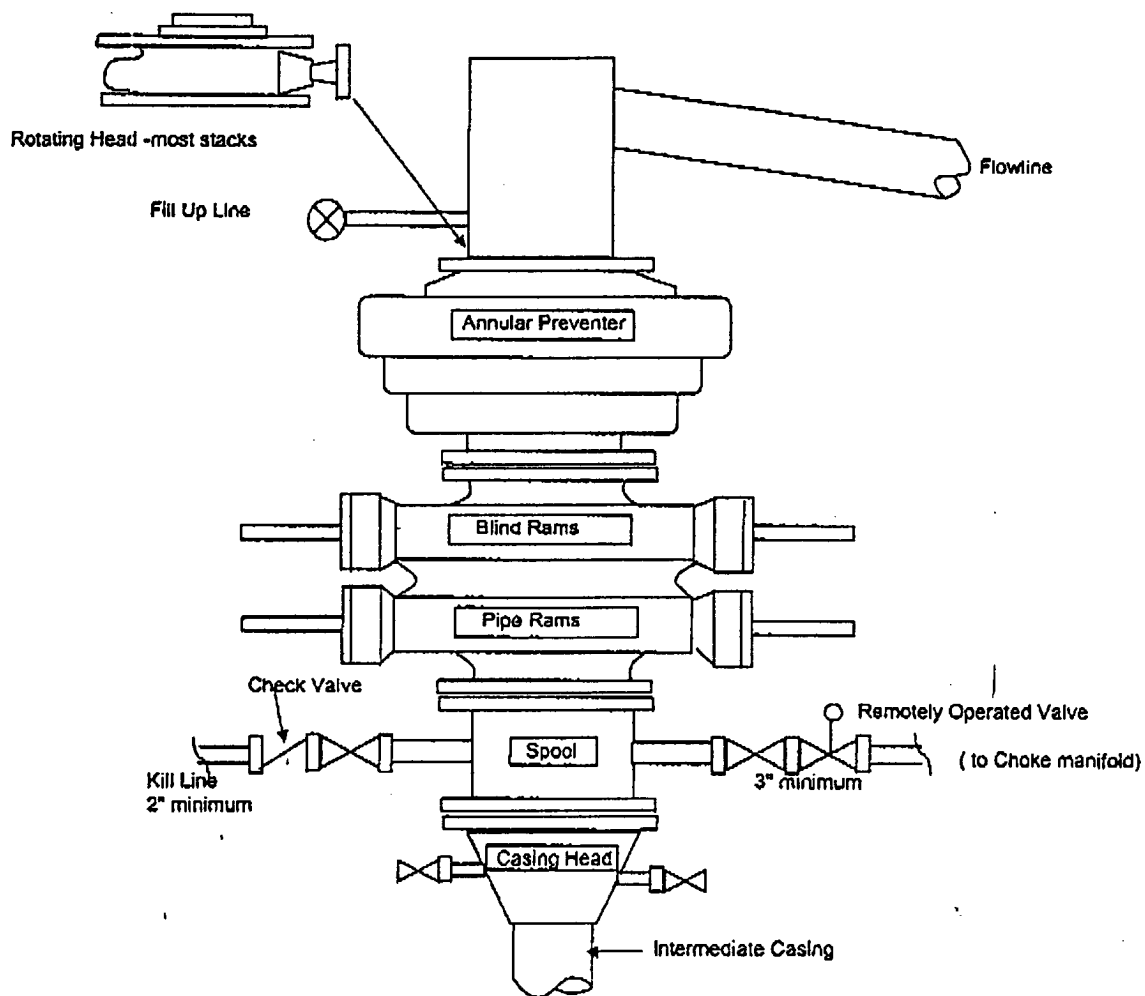 Rotating Head -most stacks
Flowline
Fill Up Line
Annular Preventer
Blind Rams
Pipe Rams
Check Valve
Remotely Operated Valve
Spool
( to Choke manifold)
Kill Line
2" minimum
3" minimum
Casing Head
Intermediate Casing